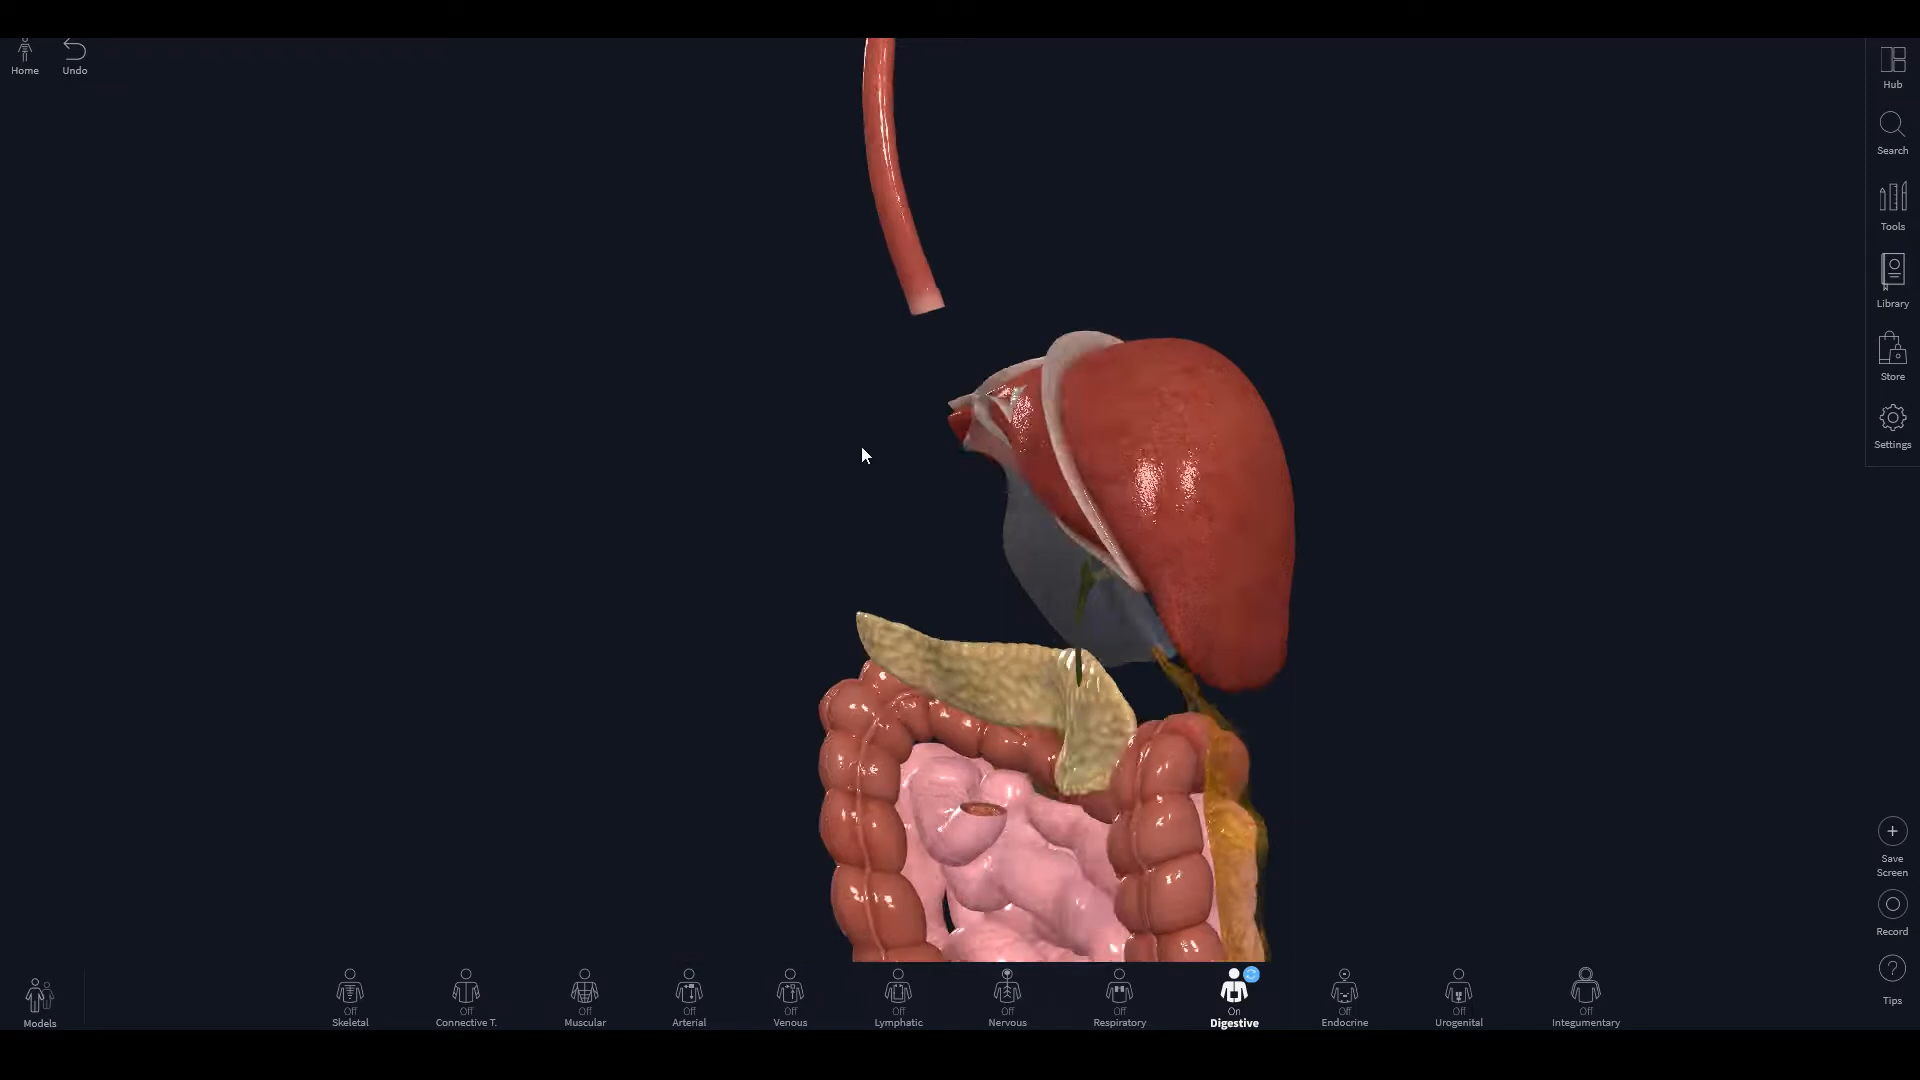 Home
Undo
Hub
Search
Tools
Library
Store
Settings
Save
Screen
Record
Tips
Models
Off
Skeletal
Off
Connective T.
Off
Muscular
Off
Arterial
Off
Venous
Off
Lymphatic
Off
Nervous
Off
Respiratory
On
Digestive
Off
Endocrine
Off
Urogenital
Off
Integumentary